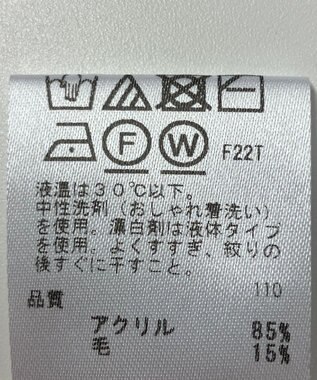 F W F22T
液温は30℃以下。
中性洗剤（おしゃれ着洗い）
を使用。漂白剤は液体タイプ
を使用、よくすすぎ、絞りの
後すぐに干すこと。
110
品質
アクリル 85%
毛 15%